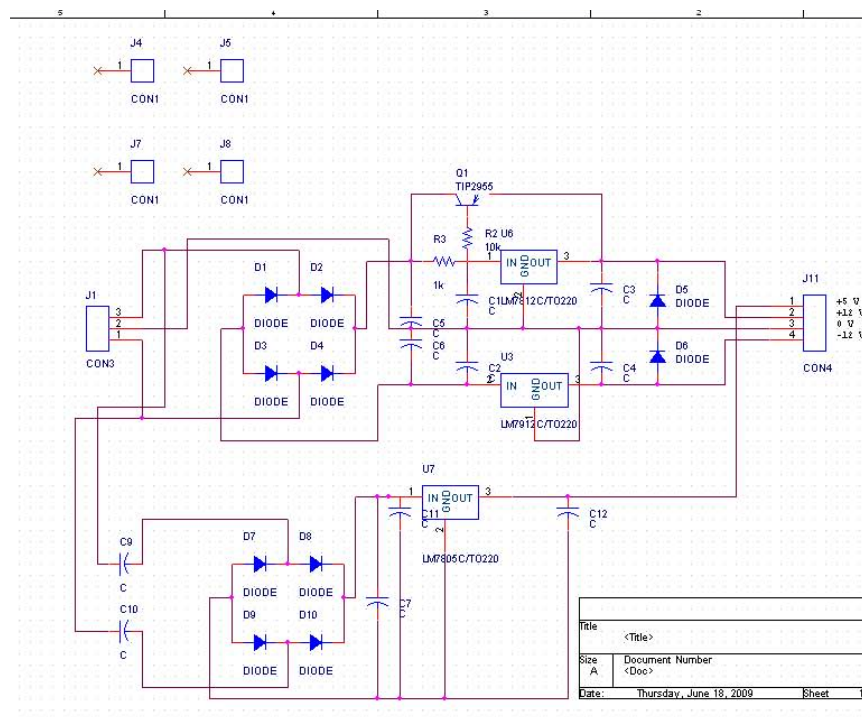 5 4 3 2
J4 J5
1 1
CON1 CON1
J7 J8
1 1
CON1 CON1
Q1
TIP2955
R3 R2 U6
10k
1 IN OUT 3
GND
2
1k
C1
C
LM7812C/TO220
C3
C
D5
DIODE
J1
3
2
1
CON3
D1 D2
DIODE DIODE
D3 D4
DIODE DIODE
C5
C
C6
C
C2
C
U3
2 IN OUT 3
GND
1
LM7912C/TO220
C4
C
D6
DIODE
J11
1 +5 V
2 +12 V
3 0 V
4 -12 V
CON4
U7
1 IN OUT 3
GND
2
LM7805C/TO220
C11
C
C12
C
C9
C
C10
C
D7 D8
DIODE DIODE
D9 D10
DIODE DIODE
C7
C
Title
<Title>
Size Document Number
A <Doc>
Date: Thursday, June 18, 2009 Sheet 1